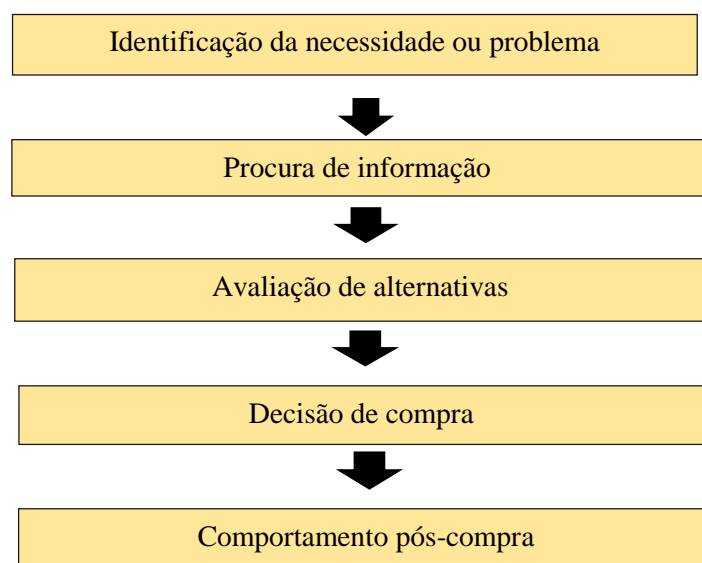 Identificação da necessidade ou problema
Procura de informação
Avaliação de alternativas
Decisão de compra
Comportamento pós-compra